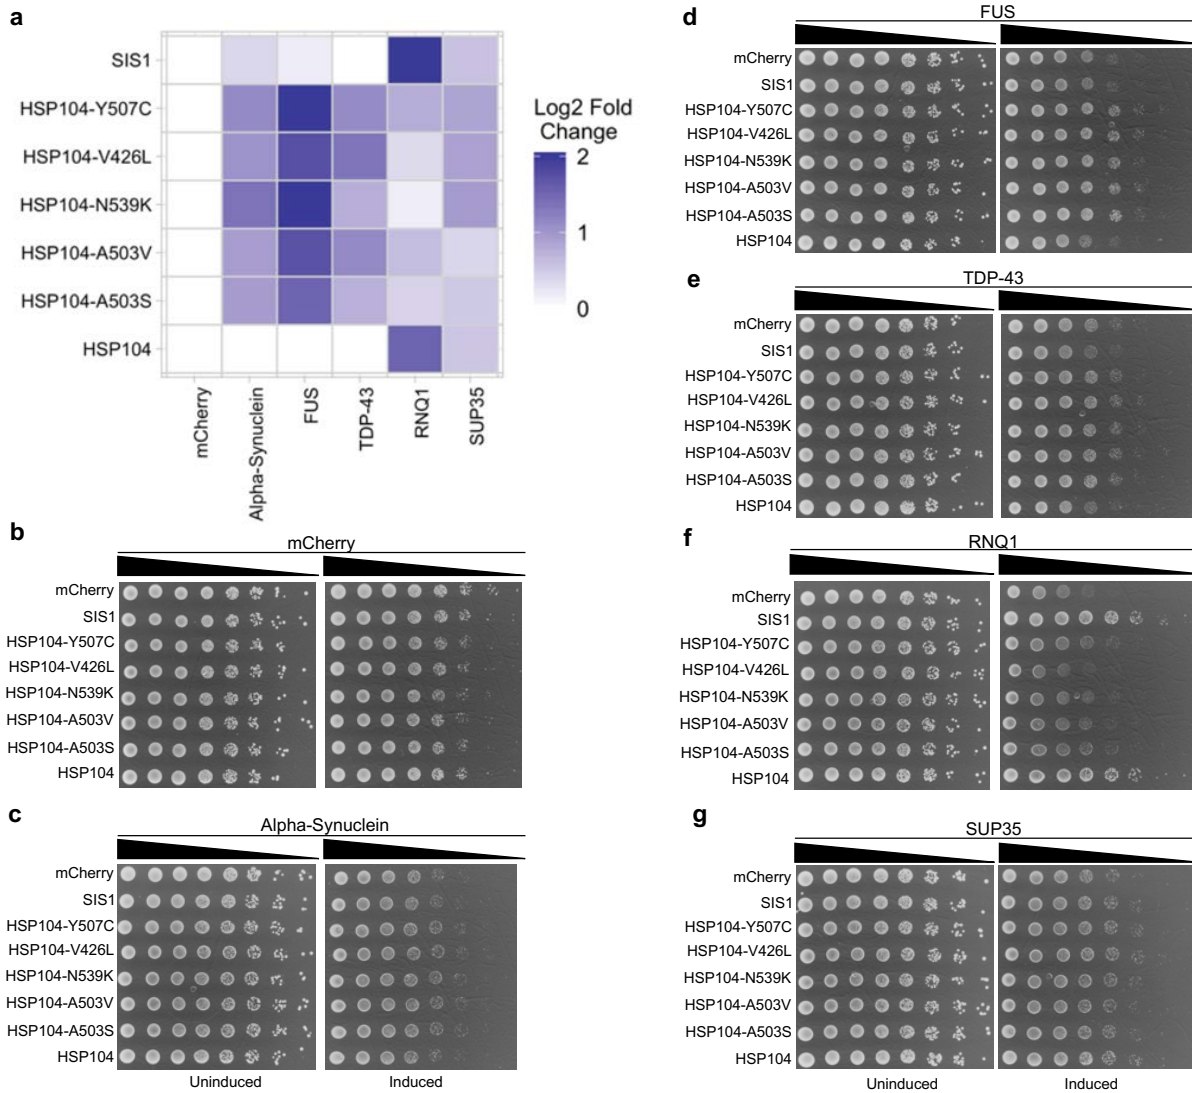 a
SIS1
HSP104-Y507C
HSP104-V426L
HSP104-N539K
HSP104-A503V
HSP104-A503S
HSP104
mCherry
Alpha-Synuclein
FUS
TDP-43
RNQ1
SUP35
Log2 Fold
Change
2
1
0
b
mCherry
mCherry
SIS1
HSP104-Y507C
HSP104-V426L
HSP104-N539K
HSP104-A503V
HSP104-A503S
HSP104
c
Alpha-Synuclein
mCherry
SIS1
HSP104-Y507C
HSP104-V426L
HSP104-N539K
HSP104-A503V
HSP104-A503S
HSP104
Uninduced
Induced
d
FUS
mCherry
SIS1
HSP104-Y507C
HSP104-V426L
HSP104-N539K
HSP104-A503V
HSP104-A503S
HSP104
e
TDP-43
mCherry
SIS1
HSP104-Y507C
HSP104-V426L
HSP104-N539K
HSP104-A503V
HSP104-A503S
HSP104
f
RNQ1
mCherry
SIS1
HSP104-Y507C
HSP104-V426L
HSP104-N539K
HSP104-A503V
HSP104-A503S
HSP104
g
SUP35
mCherry
SIS1
HSP104-Y507C
HSP104-V426L
HSP104-N539K
HSP104-A503V
HSP104-A503S
HSP104
Uninduced
Induced